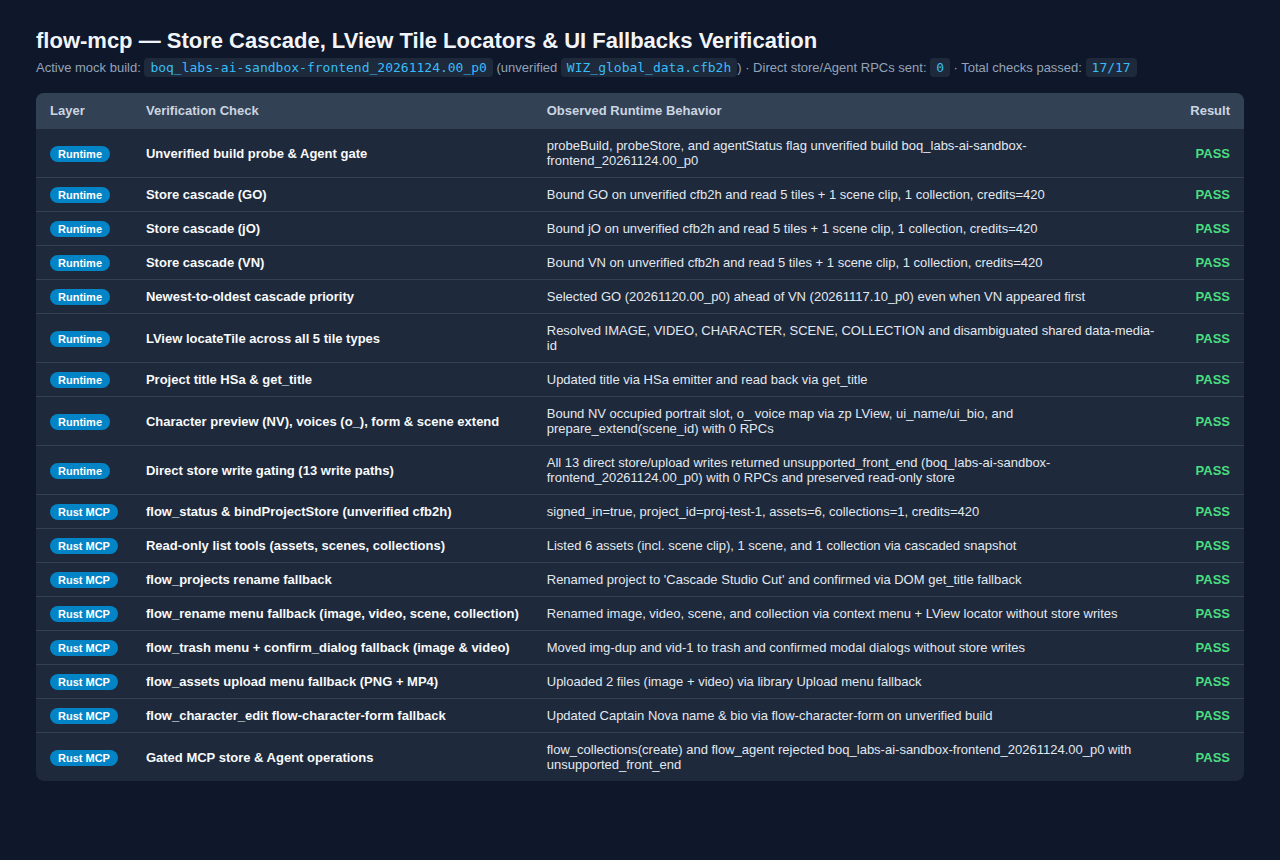 flow-mcp — Store Cascade, LView Tile Locators & UI Fallbacks Verification
Active mock build: boq_labs-ai-sandbox-frontend_20261124.00_p0 (unverified WIZ_global_data.cfb2h) · Direct store/Agent RPCs sent: 0 · Total checks passed: 17/17
Layer Verification Check Observed Runtime Behavior Result
Runtime Unverified build probe & Agent gate probeBuild, probeStore, and agentStatus flag unverified build boq_labs-ai-sandbox-
frontend_20261124.00_p0 PASS
Runtime Store cascade (GO) Bound GO on unverified cfb2h and read 5 tiles + 1 scene clip, 1 collection, credits=420 PASS
Runtime Store cascade (jO) Bound jO on unverified cfb2h and read 5 tiles + 1 scene clip, 1 collection, credits=420 PASS
Runtime Store cascade (VN) Bound VN on unverified cfb2h and read 5 tiles + 1 scene clip, 1 collection, credits=420 PASS
Runtime Newest-to-oldest cascade priority Selected GO (20261120.00_p0) ahead of VN (20261117.10_p0) even when VN appeared first PASS
Runtime LView locateTile across all 5 tile types Resolved IMAGE, VIDEO, CHARACTER, SCENE, COLLECTION and disambiguated shared data-media-
id PASS
Runtime Project title HSa & get_title Updated title via HSa emitter and read back via get_title PASS
Runtime Character preview (NV), voices (o_), form & scene extend Bound NV occupied portrait slot, o_ voice map via zp LView, ui_name/ui_bio, and
prepare_extend(scene_id) with 0 RPCs PASS
Runtime Direct store write gating (13 write paths) All 13 direct store/upload writes returned unsupported_front_end (boq_labs-ai-sandbox-
frontend_20261124.00_p0) with 0 RPCs and preserved read-only store PASS
Rust MCP flow_status & bindProjectStore (unverified cfb2h) signed_in=true, project_id=proj-test-1, assets=6, collections=1, credits=420 PASS
Rust MCP Read-only list tools (assets, scenes, collections) Listed 6 assets (incl. scene clip), 1 scene, and 1 collection via cascaded snapshot PASS
Rust MCP flow_projects rename fallback Renamed project to 'Cascade Studio Cut' and confirmed via DOM get_title fallback PASS
Rust MCP flow_rename menu fallback (image, video, scene, collection) Renamed image, video, scene, and collection via context menu + LView locator without store writes PASS
Rust MCP flow_trash menu + confirm_dialog fallback (image & video) Moved img-dup and vid-1 to trash and confirmed modal dialogs without store writes PASS
Rust MCP flow_assets upload menu fallback (PNG + MP4) Uploaded 2 files (image + video) via library Upload menu fallback PASS
Rust MCP flow_character_edit flow-character-form fallback Updated Captain Nova name & bio via flow-character-form on unverified build PASS
Rust MCP Gated MCP store & Agent operations flow_collections(create) and flow_agent rejected boq_labs-ai-sandbox-frontend_20261124.00_p0 with
unsupported_front_end PASS